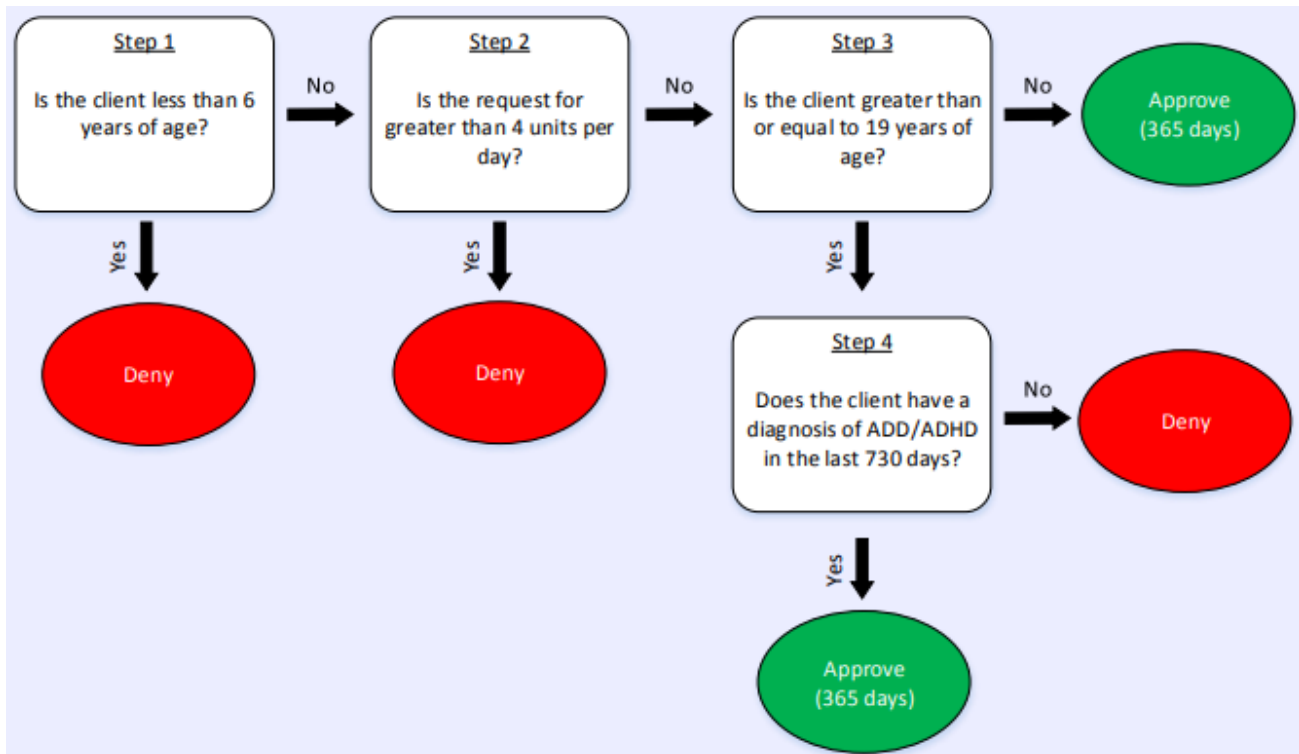 Step 1
Is the client less than 6
years of age?
No
Yes
Deny
Step 2
Is the request for
greater than 4 units per
day?
No
Yes
Deny
Step 3
Is the client greater than
or equal to 19 years of
age?
No
Approve
(365 days)
Yes
Step 4
Does the client have a
diagnosis of ADD/ADHD
in the last 730 days?
No
Deny
Yes
Approve
(365 days)